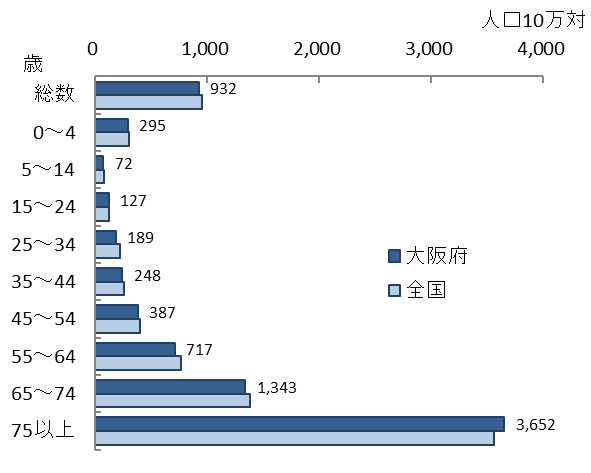 人口10万対
0 1,000 2,000 3,000 4,000
歳
総数 932
0～4 295
5～14 72
15～24 127
25～34 189
35～44 248
45～54 387
55～64 717
65～74 1,343
75以上 3,652
大阪府
全国